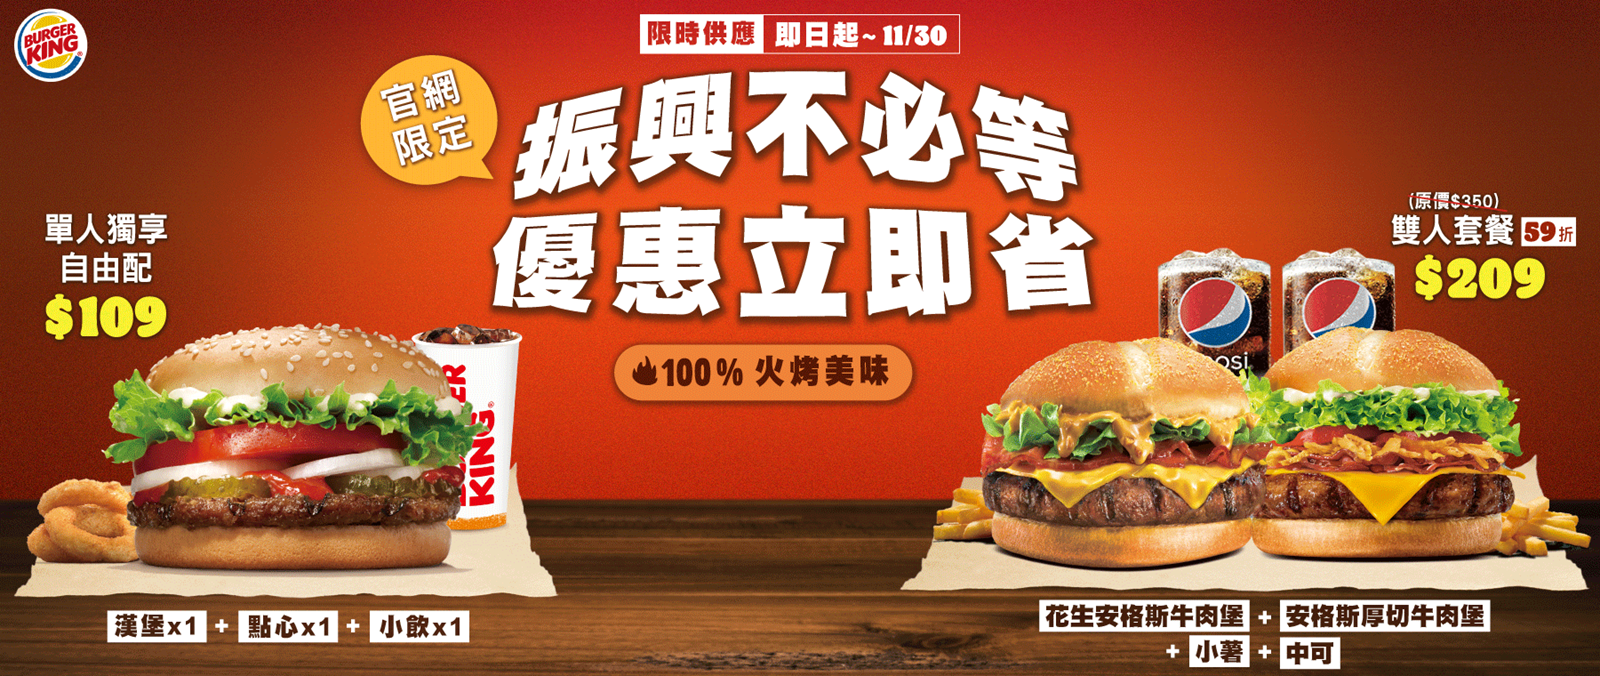 BURGER
KING
限時供應 即日起~11/30
官網
限定
振興不必等
優惠立即省
100% 火烤美味
單人獨享
自由配
$109
(原價$350)
雙人套餐 59折
$209
KING
漢堡x1 + 點心x1 + 小飲x1
花生安格斯牛肉堡 + 安格斯厚切牛肉堡
+ 小薯 + 中可